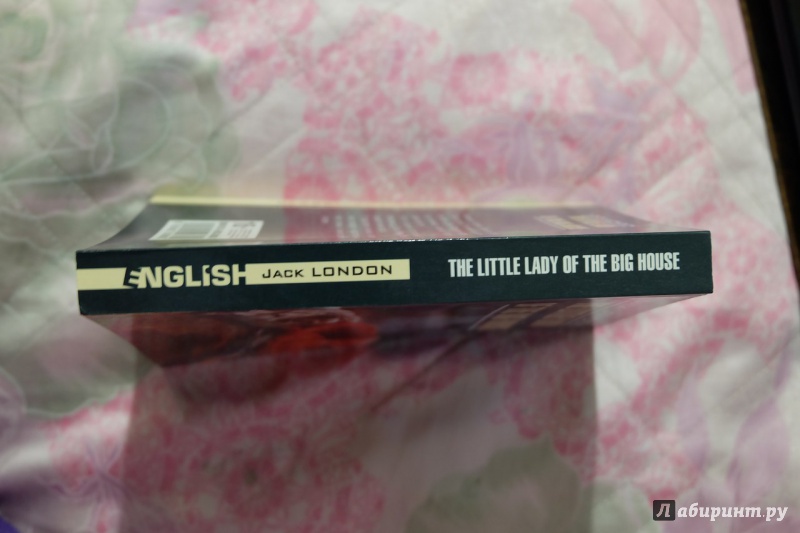 ENGLISH JACK LONDON THE LITTLE LADY OF THE BIG HOUSE
Лабиринт.ру